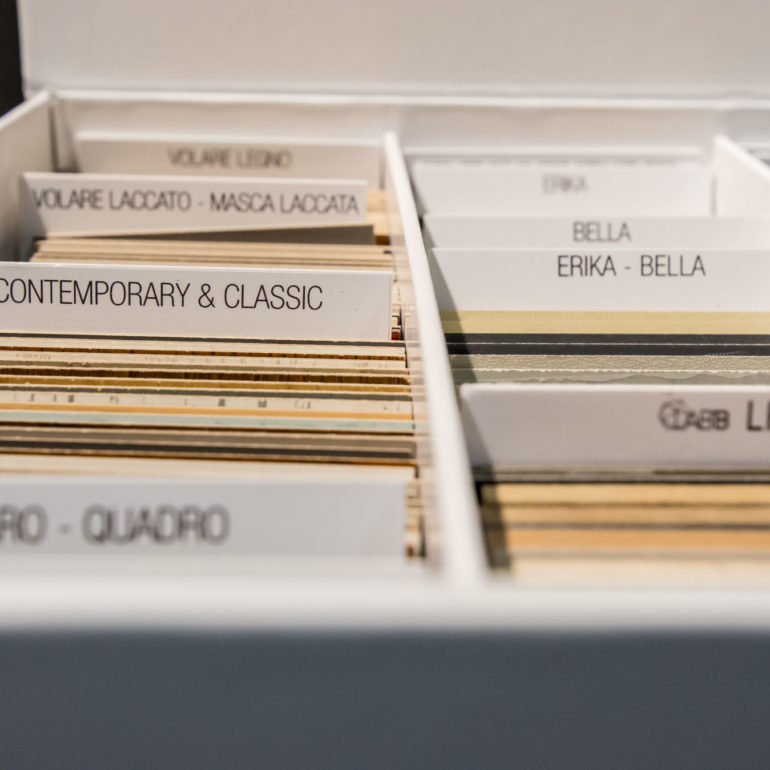 VOLARE LEGNO
VOLARE LACCATO - MASCA LACCATA
CONTEMPORARY & CLASSIC
RO - QUADRO
ERIKA
BELLA
ERIKA - BELLA